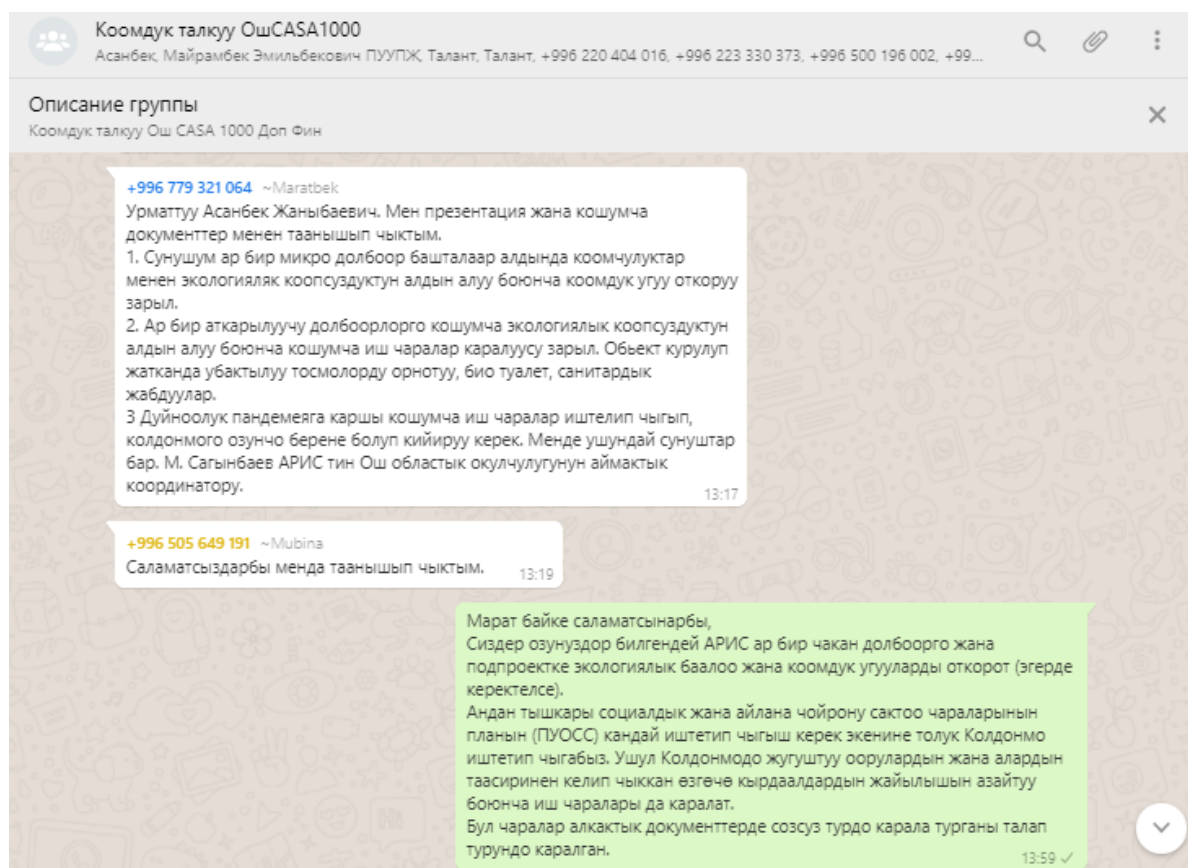 Коомдук талкуу ОшCASA1000
Асанбек, Майрамбек Эмильбекович ПУУПЖ, Талант, Талант, +996 220 404 016, +996 223 330 373, +996 500 196 002, +99...
Описание группы
Коомдук талкуу Ош CASA 1000 Доп Фин
+996 779 321 064 ~Maratbek
Урматтуу Асанбек Жаныбаевич. Мен презентация жана кошумча
документтер менен таанышып чыктым.
1. Сунушум ар бир микро долбоор башталаар алдында коомчулуктар
менен экологияляк коопсуздуктун алдын алуу боюнча коомдук угуу откоруу
зарыл.
2. Ар бир аткарылуучу долбоорлорго кошумча экологиялык коопсуздуктун
алдын алуу боюнча кошумча иш чаралар каралуусу зарыл. Обьект курулуп
жатканда убактылуу тосмолорду орнотуу, био туалет, санитардык
жабдуулар.
3 Дуйноолук пандемеяга каршы кошумча иш чаралар иштелип чыгып,
колдонмого озунчо берене болуп кийируу керек. Менде ушундай сунуштар
бар. М. Сагынбаев АРИС тин Ош областык окулчулугунун аймактык
координатору.
13:17
+996 505 649 191 ~Mubina
Саламатсыздарбы менда таанышып чыктым.
13:19
Марат байке саламатсынарбы,
Сиздер озунуздор билгендей АРИС ар бир чакан долбоорго жана
подпроектке экологиялык баалоо жана коомдук угууларды откорот (эгерде
керектелсе).
Андан тышкары социалдык жана айлана чойрону сактоо чараларынын
планын (ПУОСС) кандай иштетип чыгыш керек экенине толук Колдонмо
иштетип чыгабыз. Ушул Колдонмодо жугуштуу оорулардын жана алардын
таасиринен келип чыккан өзгөчө кырдаалдардын жайылышын азайтуу
боюнча иш чаралары да каралат.
Бул чаралар алкактык документтерде созсуз турдо карала турганы талап
турундо каралган.
13:59